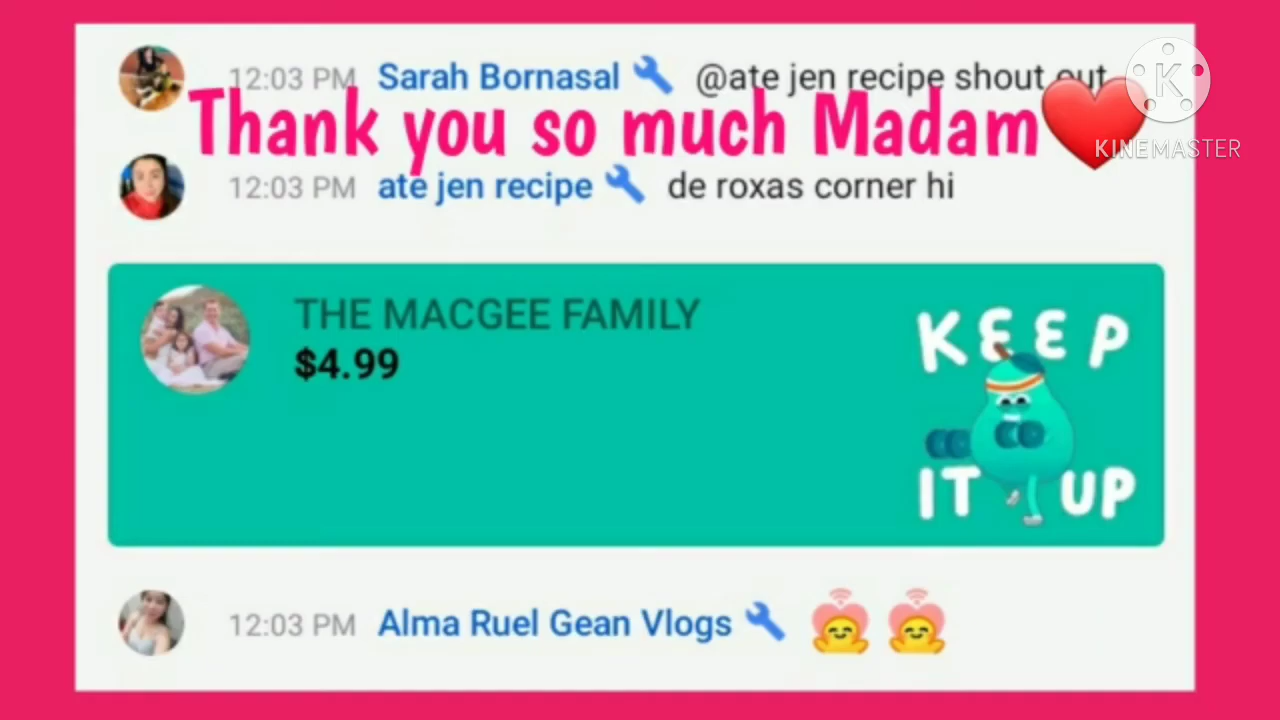 12:03 PM Sarah Bornasal @ate jen recipe shout out
Thank you so much Madam
KINEMASTER
12:03 PM ate jen recipe de roxas corner hi
THE MACGEE FAMILY
$4.99
KEEP
IT UP
12:03 PM Alma Ruel Gean Vlogs